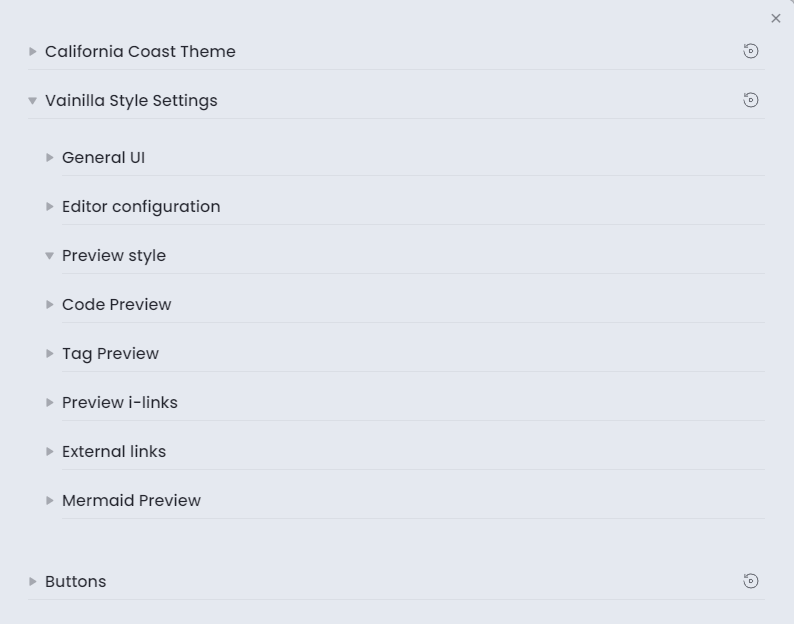 California Coast Theme
Vainilla Style Settings
General UI
Editor configuration
Preview style
Code Preview
Tag Preview
Preview i-links
External links
Mermaid Preview
Buttons